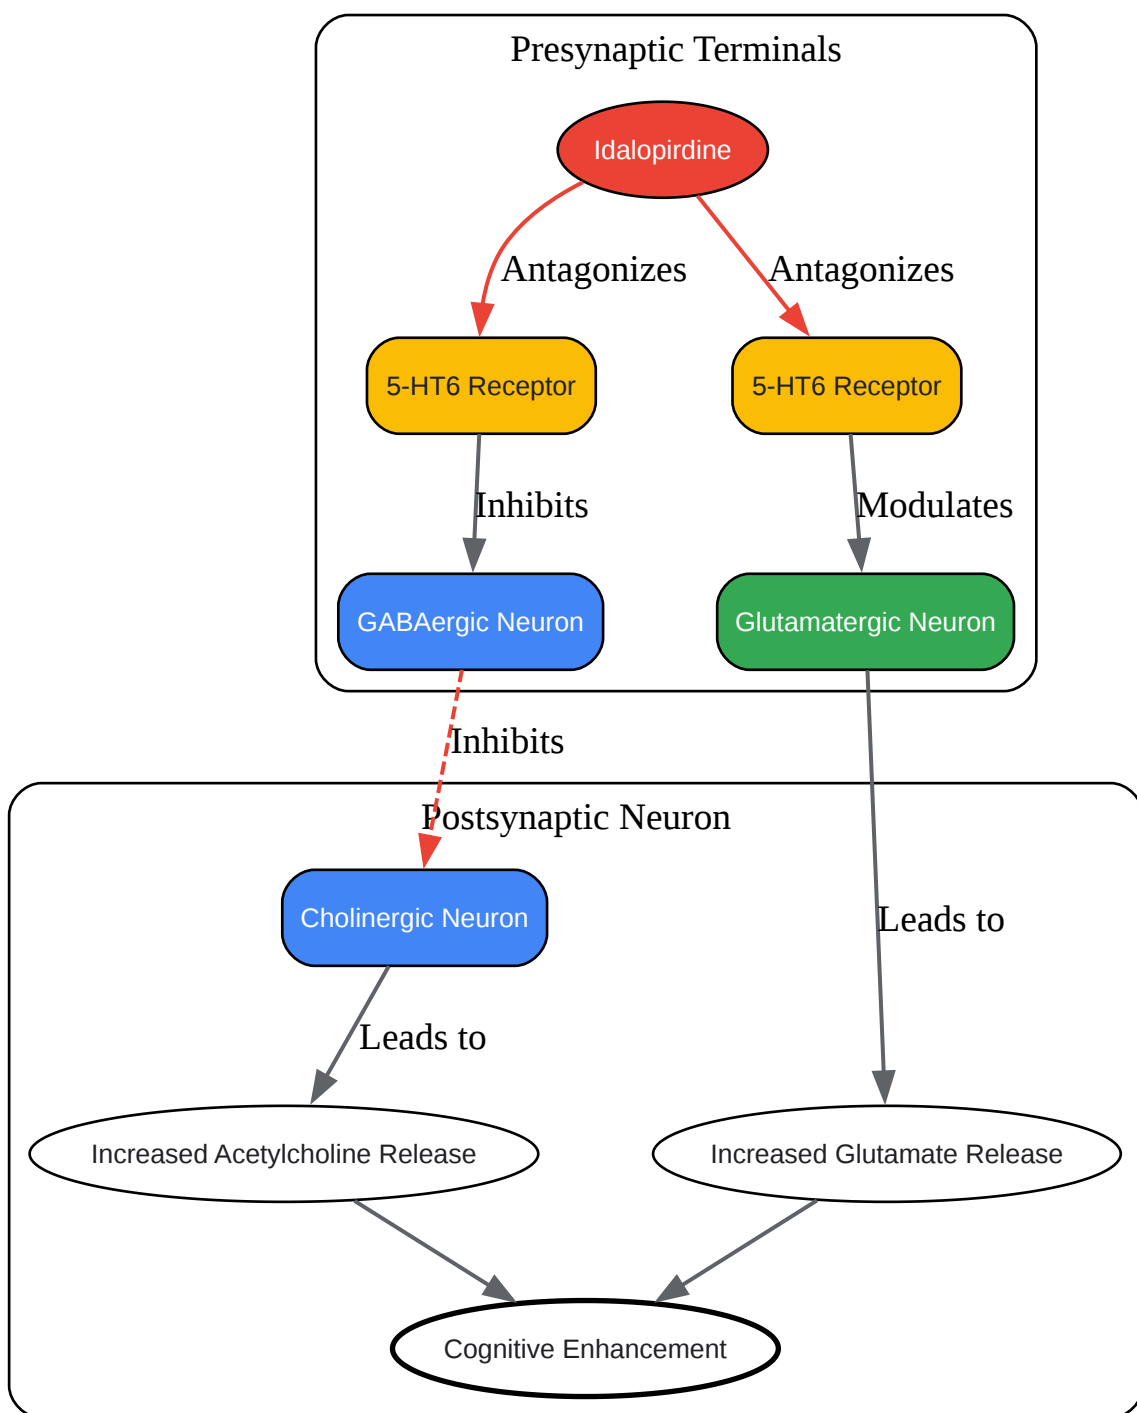 Presynaptic Terminals
Idalopirdine
Antagonizes
Antagonizes
5-HT6 Receptor
5-HT6 Receptor
Inhibits
Modulates
GABAergic Neuron
Glutamatergic Neuron
Inhibits
Postsynaptic Neuron
Cholinergic Neuron
Leads to
Leads to
Increased Acetylcholine Release
Increased Glutamate Release
Cognitive Enhancement